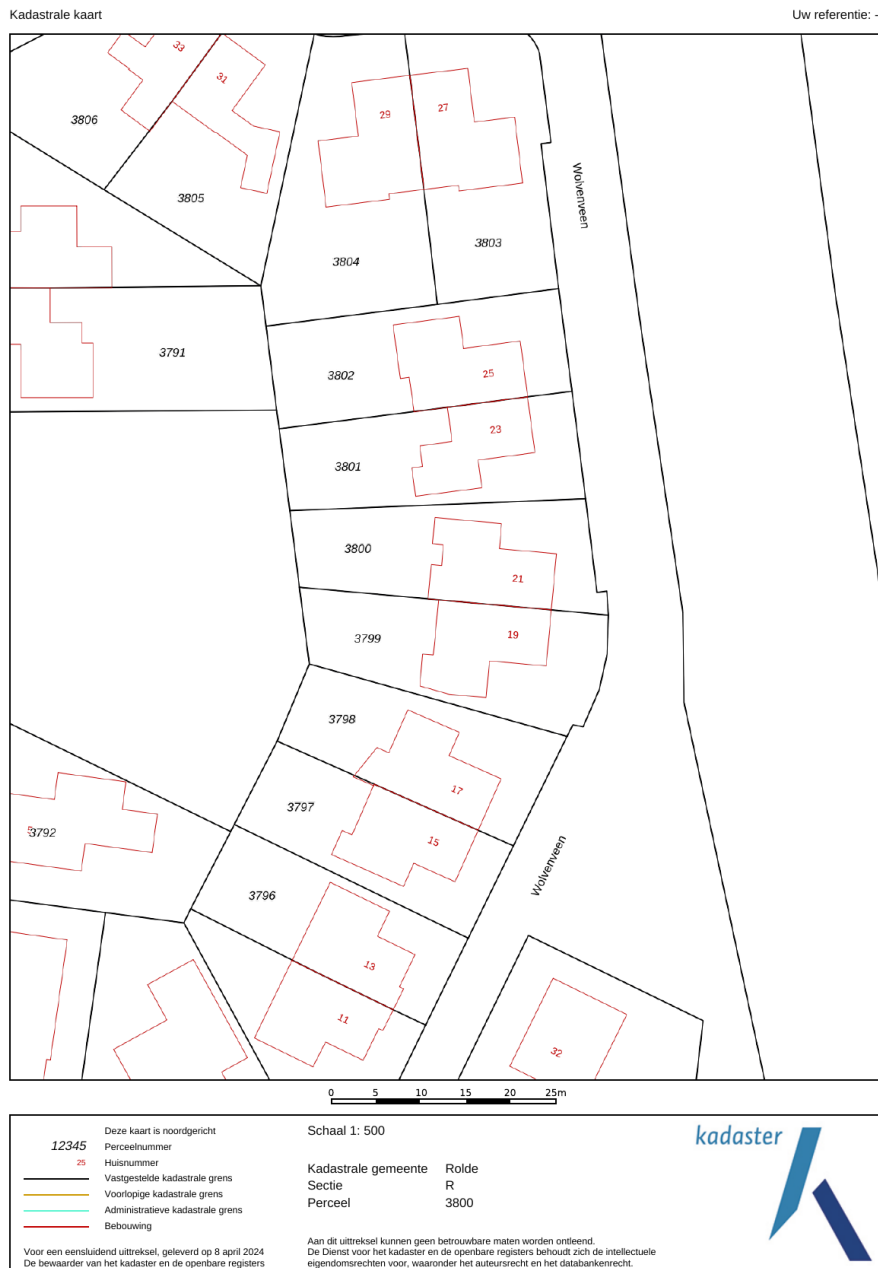 Kadastrale kaart
Uw referentie: -
33
31
29
27
3806
3805
Wolvenveen
3804
3803
3791
3802
25
23
3801
3800
21
3799
19
3798
17
3797
15
3792
Wolvenveen
3796
13
11
32
0 5 10 15 20 25m
Deze kaart is noordgericht
12345 Perceelnummer
25 Huisnummer
Vastgestelde kadastrale grens
Voorlopige kadastrale grens
Administratieve kadastrale grens
Bebouwing
Voor een eensluidend uittreksel, geleverd op 8 april 2024
De bewaarder van het kadaster en de openbare registers
Schaal 1: 500
Kadastrale gemeente Rolde
Sectie R
Perceel 3800
Aan dit uittreksel kunnen geen betrouwbare maten worden ontleend.
De Dienst voor het kadaster en de openbare registers behoudt zich de intellectuele
eigendomsrechten voor, waaronder het auteursrecht en het databankenrecht.
kadaster